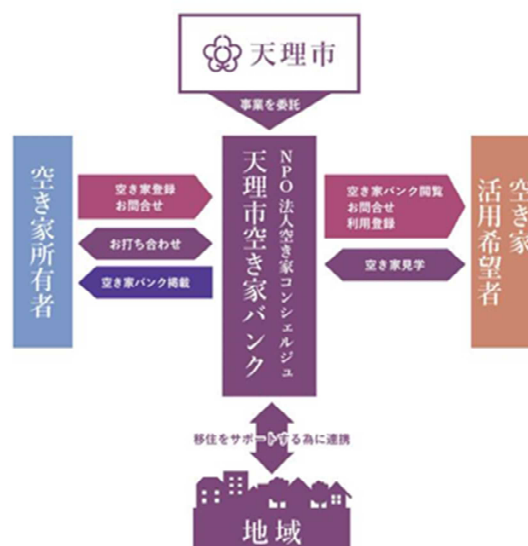 天理市
事業を委託
空き家所有者
空き家登録
お問合せ
お打ち合わせ
空き家バンク掲載
NPO法人空き家コンシェルジュ
天理市空き家バンク
空き家バンク閲覧
お問合せ
利用登録
空き家見学
空き家
活用希望者
移住をサポートする為に連携
地域